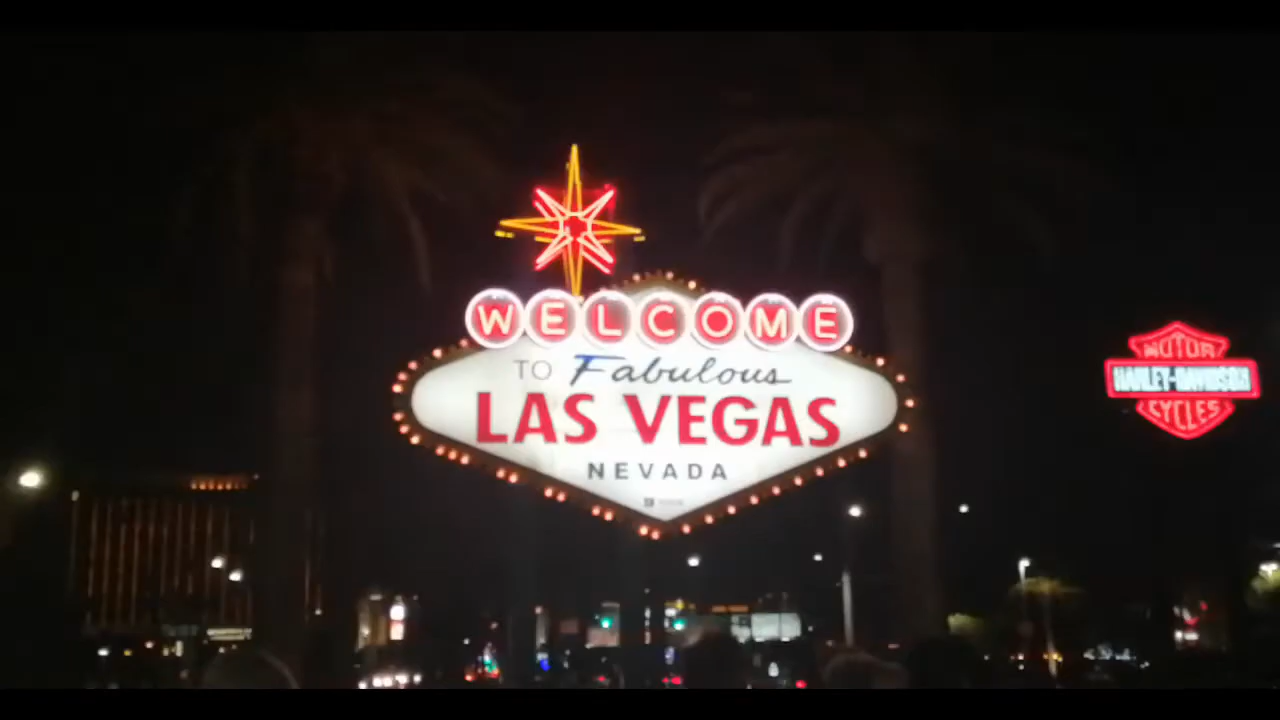 WELCOME
TO Fabulous
LAS VEGAS
NEVADA
MOTOR
HARLEY-DAVIDSON
CYCLES